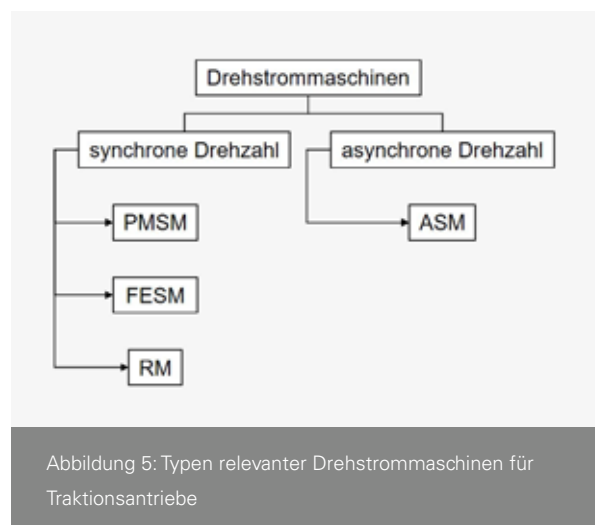 Drehstrommaschinen
synchrone Drehzahl
asynchrone Drehzahl
PMSM
ASM
FESM
RM
Abbildung 5: Typen relevanter Drehstrommaschinen für
Traktionsantriebe